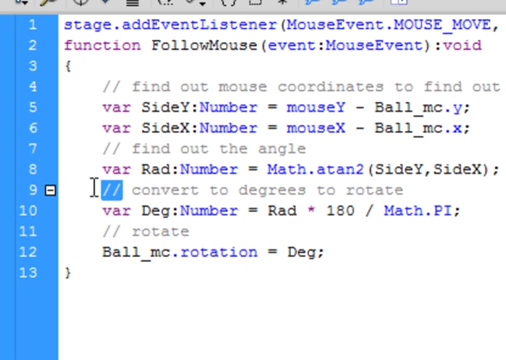 1 stage.addEventListener(MouseEvent.MOUSE_MOVE,
2 function FollowMouse(event:MouseEvent):void
3 {
4 // find out mouse coordinates to find out
5 var SideY:Number = mouseY - Ball_mc.y;
6 var SideX:Number = mouseX - Ball_mc.x;
7 // find out the angle
8 var Rad:Number = Math.atan2(SideY,SideX);
9 // convert to degrees to rotate
10 var Deg:Number = Rad * 180 / Math.PI;
11 // rotate
12 Ball_mc.rotation = Deg;
13 }